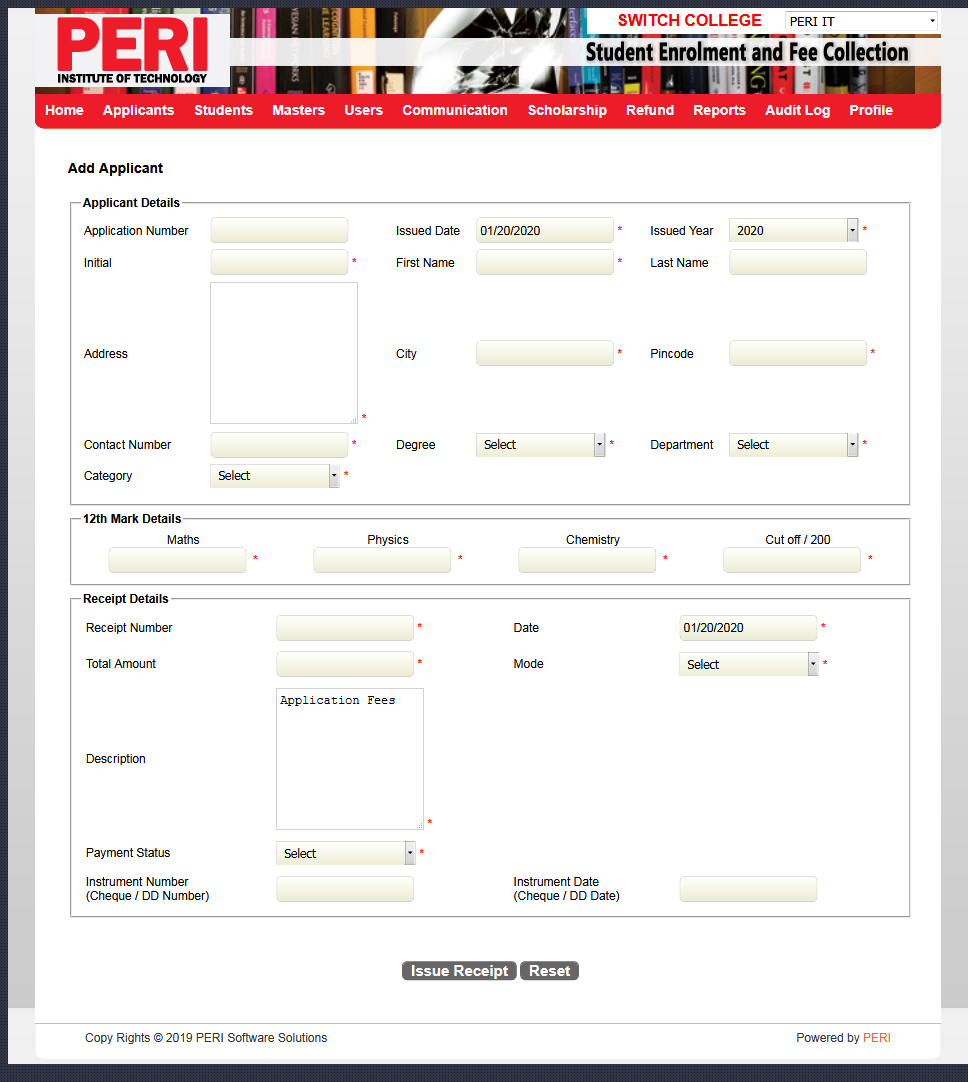 PERI
INSTITUTE OF TECHNOLOGY
SWITCH COLLEGE PERI IT
Student Enrolment and Fee Collection
Home Applicants Students Masters Users Communication Scholarship Refund Reports Audit Log Profile
Add Applicant
Applicant Details
Application Number Issued Date 01/20/2020 * Issued Year 2020 *
Initial * First Name * Last Name
Address * City * Pincode *
Contact Number * Degree Select * Department Select *
Category Select *
12th Mark Details
Maths Physics Chemistry Cut off / 200
* * * *
Receipt Details
Receipt Number * Date 01/20/2020 *
Total Amount * Mode Select *
Application Fees
Description *
Payment Status Select *
Instrument Number Instrument Date
(Cheque / DD Number) (Cheque / DD Date)
Issue Receipt Reset
Copy Rights © 2019 PERI Software Solutions Powered by PERI